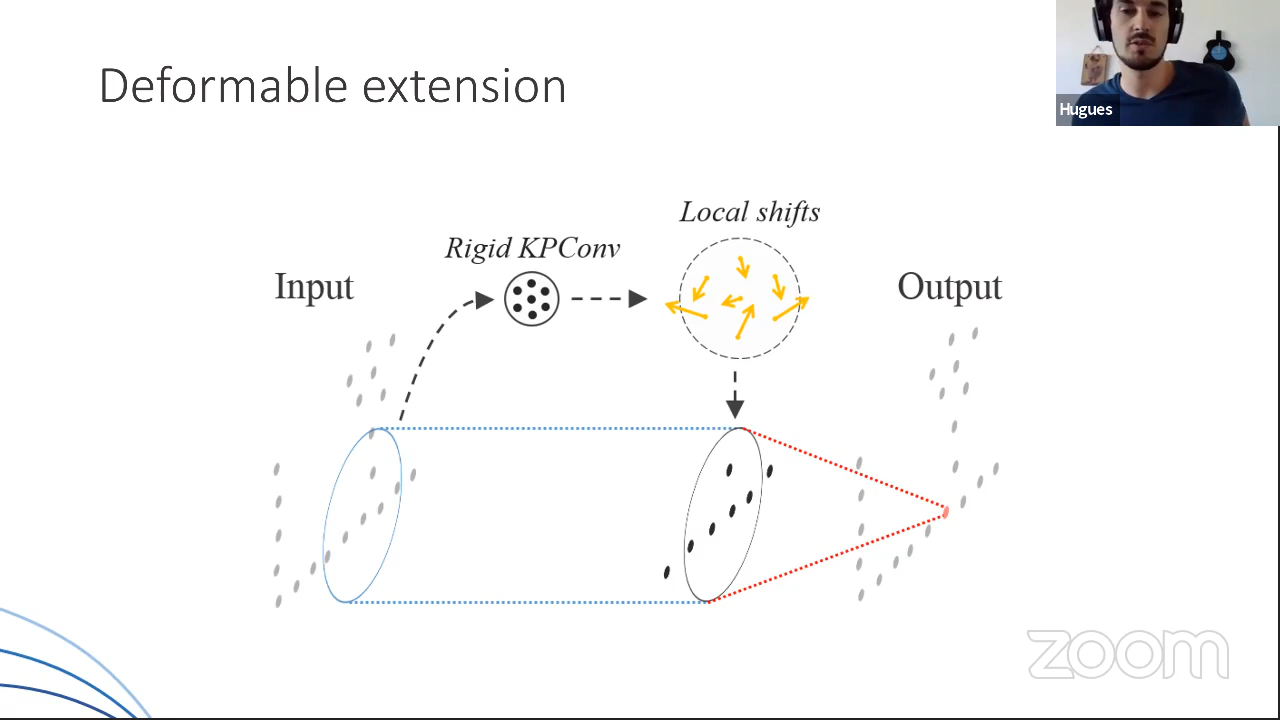 Deformable extension
Hugues
Local shifts
Rigid KPConv
Input
Output
zoom